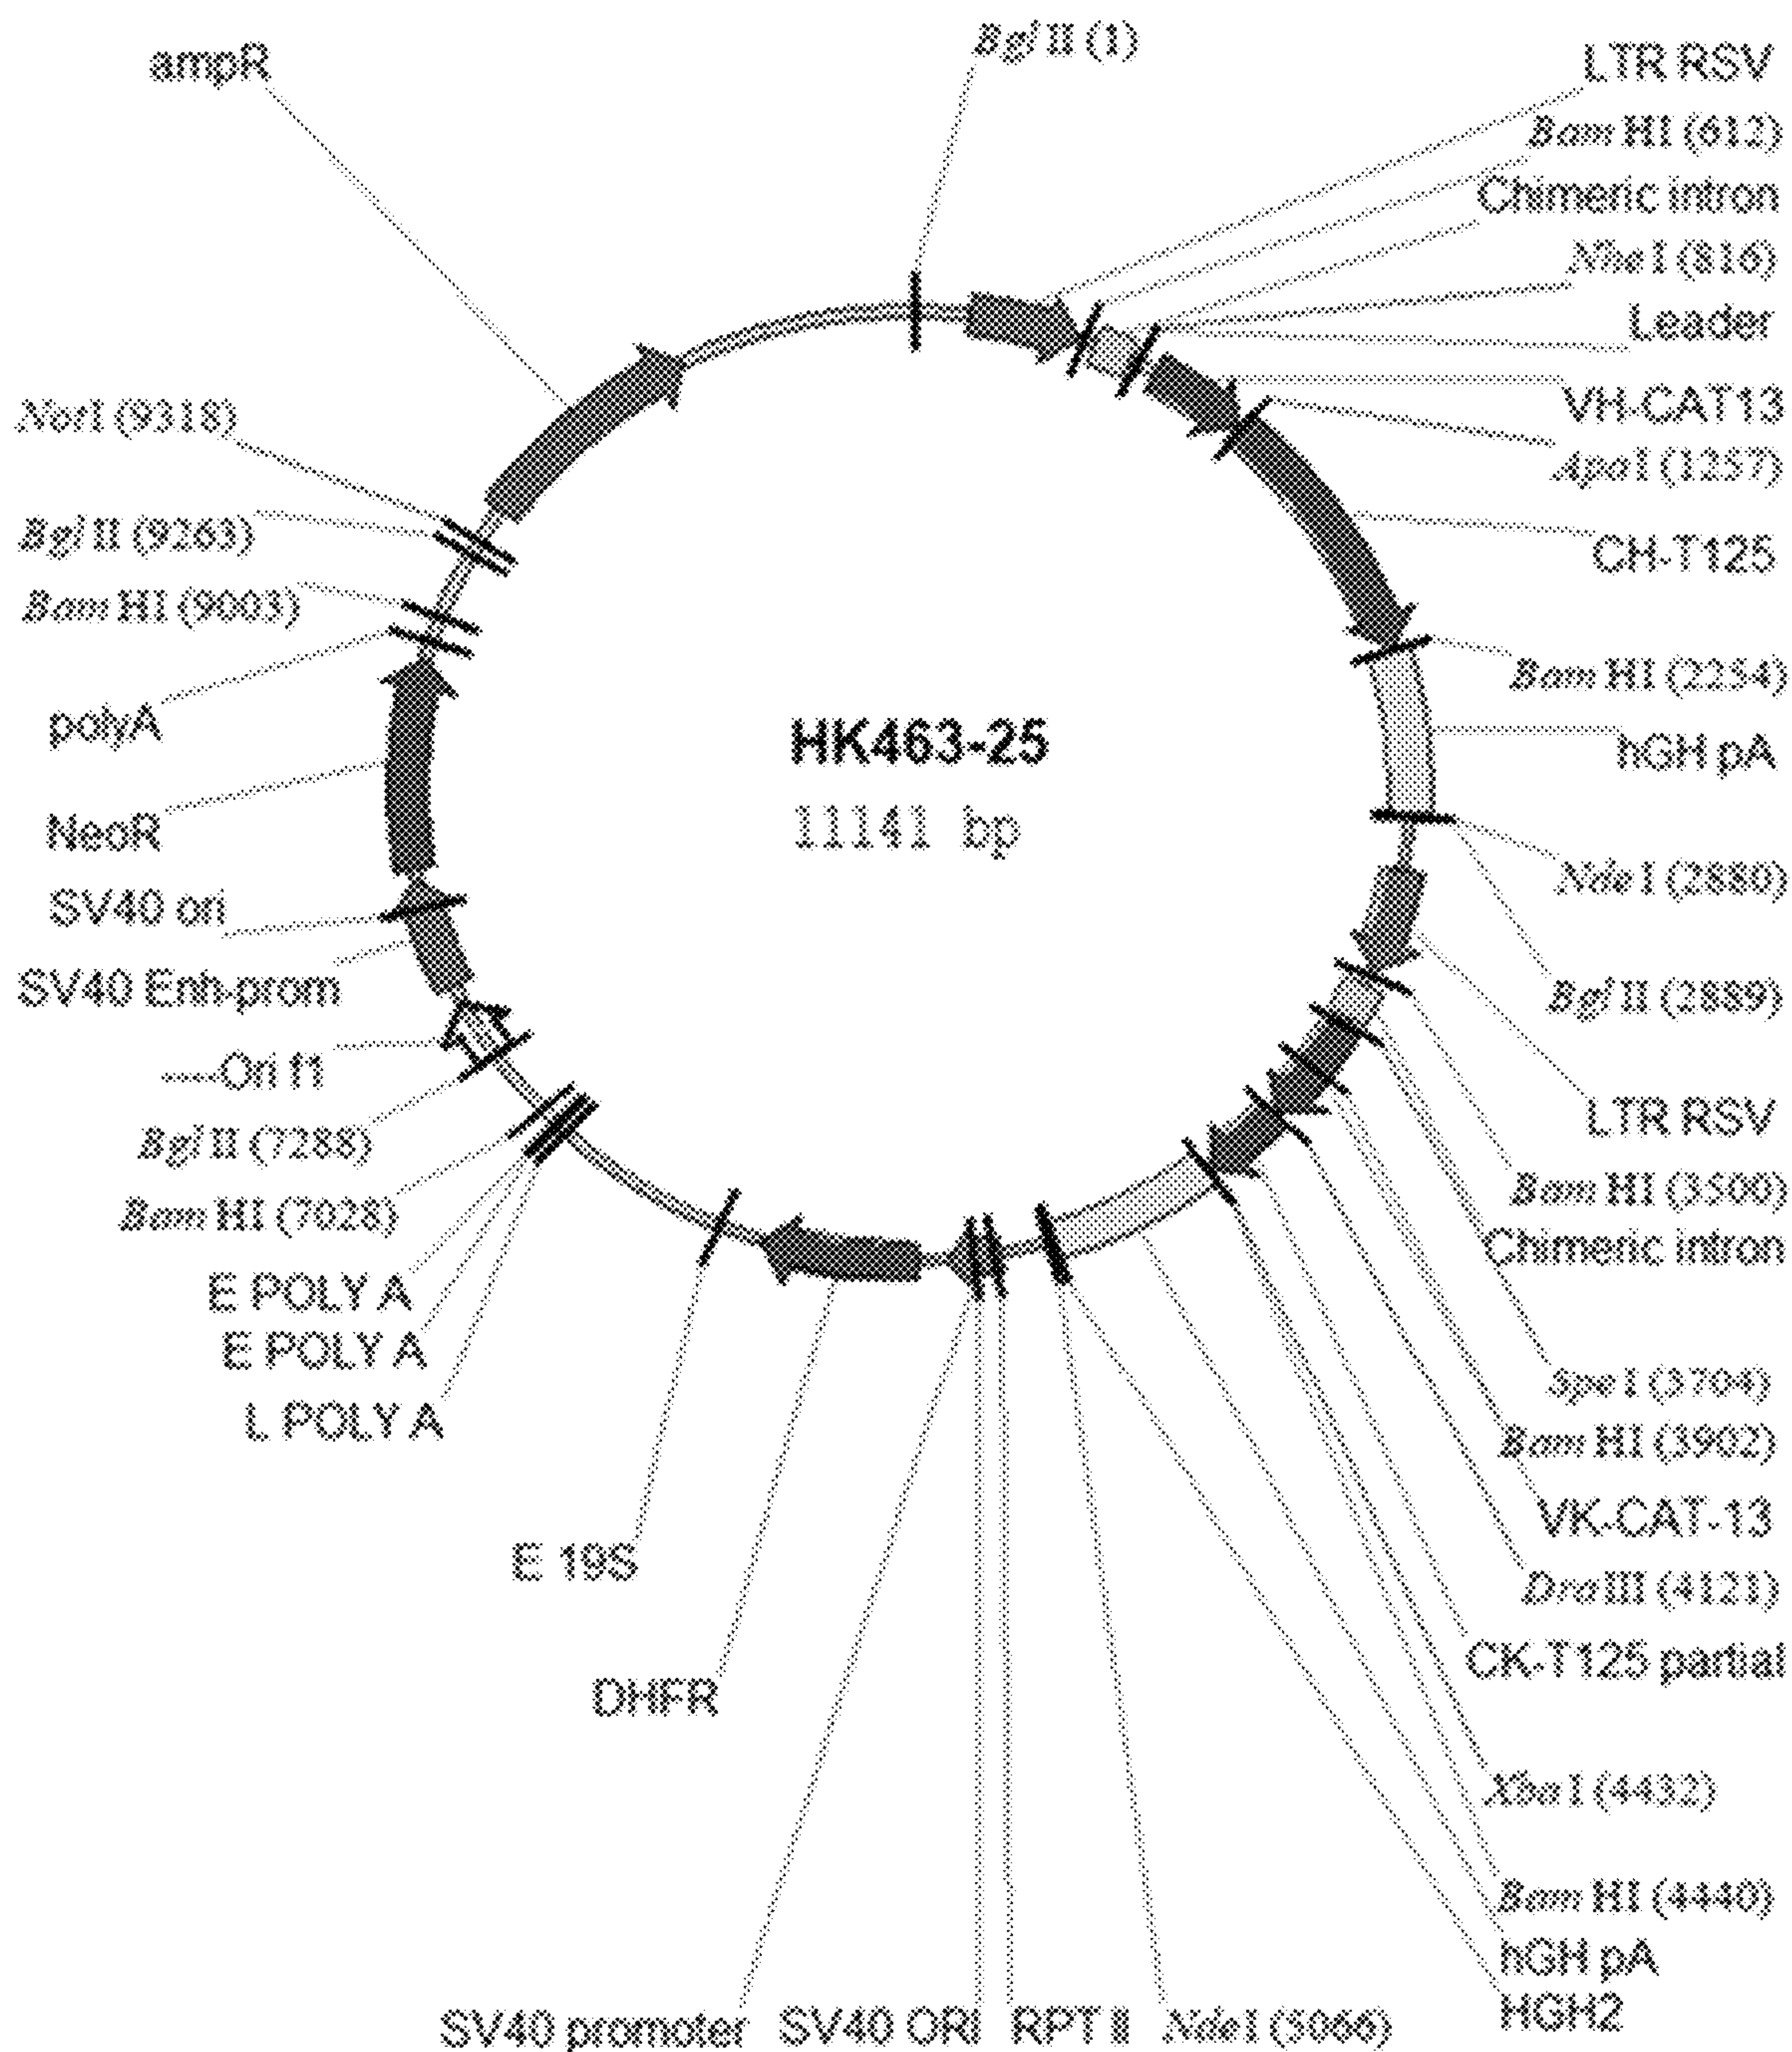 Bgl II (1)
ampR
LTR RSV
Bam HI (612)
Chimeric intron
Nhe I (816)
Leader
VH-CAT13
Apa I (1257)
CH-T125
Bam HI (2254)
hGH pA
Nde I (2880)
Bgl II (2889)
LTR RSV
Bam HI (3500)
Chimeric intron
Spe I (3704)
Bam HI (3902)
VK-CAT-13
Dra III (4121)
CK-T125 partial
Xba I (4432)
Bam HI (4440)
hGH pA
HGH2
Nde I (5066)
RPT II
SV40 ORI
SV40 promoter
DHFR
E 19S
L POLY A
E POLY A
E POLY A
Bam HI (7028)
Bgl II (7288)
Ori f1
SV40 Enh-prom
SV40 ori
NeoR
polyA
Bam HI (9003)
Bgl II (9263)
NotI (9318)
HK463-25
11141 bp